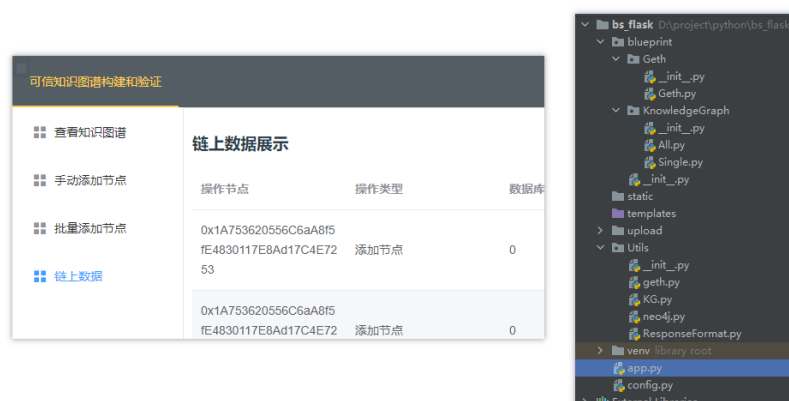 可信知识图谱构建和验证
查看知识图谱
手动添加节点
批量添加节点
链上数据
链上数据展示
操作节点 操作类型 数据库
0x1A753620556C6aA8f5
fE4830117E8Ad17C4E72
53
添加节点 0
0x1A753620556C6aA8f5
fE4830117E8Ad17C4E72
添加节点 0
bs_flask D:\project\python\bs_flask
blueprint
Geth
__init__.py
Geth.py
KnowledgeGraph
__init__.py
All.py
Single.py
__init__.py
static
templates
upload
Utils
__init__.py
geth.py
KG.py
neo4j.py
ResponseFormat.py
venv library root
app.py
config.py
External Libraries